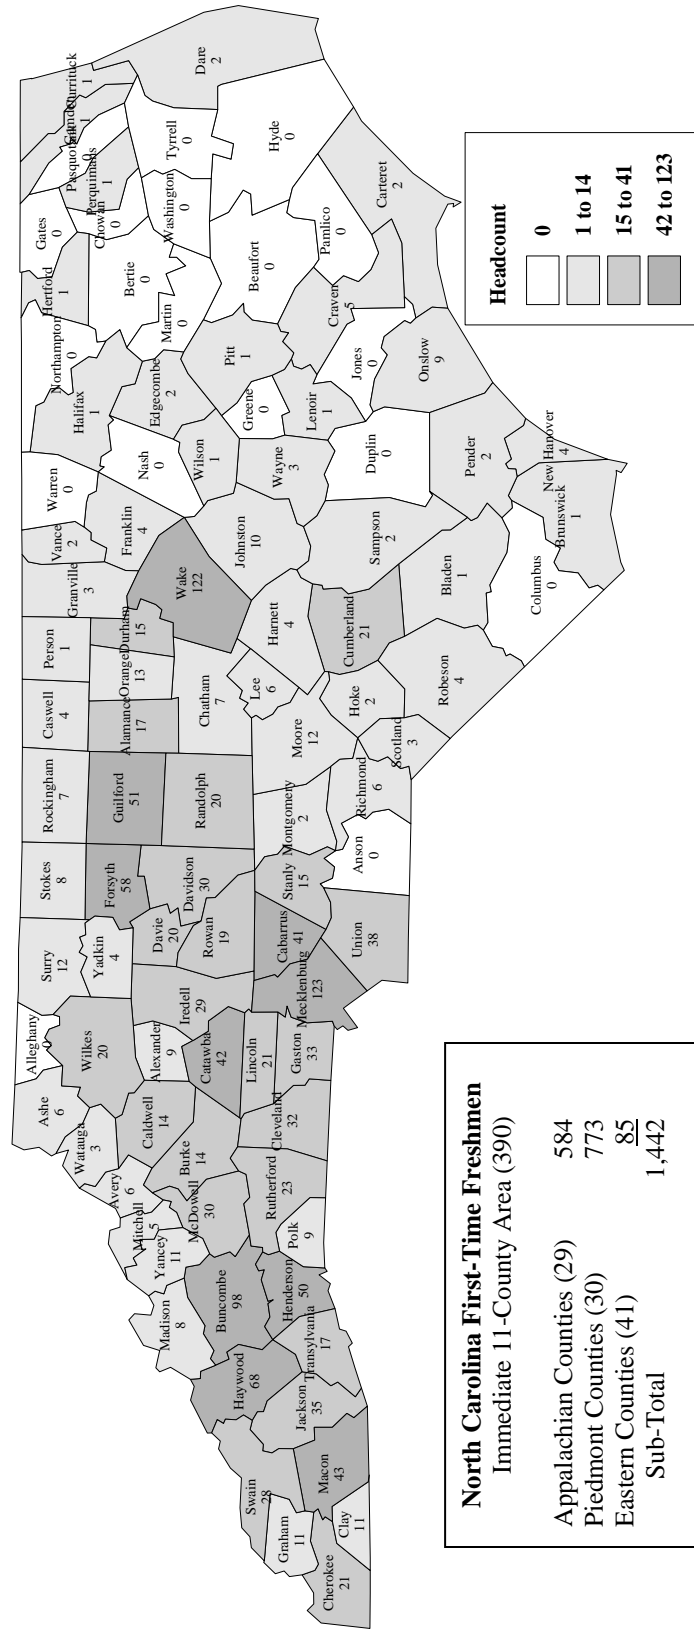 Cherokee
21
Graham
11
Clay
11
Swain
28
Macon
43
Jackson
35
Haywood
68
Transylvania
17
Henderson
50
Buncombe
98
Madison
8
Yancey
11
Mitchell
5
Avery
6
McDowell
30
Polk
9
Rutherford
23
Burke
14
Caldwell
14
Watauga
3
Ashe
6
Alleghany
0
Wilkes
20
Alexander
9
Catawba
42
Lincoln
21
Cleveland
32
Gaston
33
Iredell
29
Mecklenburg
123
Surry
12
Yadkin
4
Davie
20
Rowan
19
Cabarrus
41
Union
38
Stokes
8
Forsyth
58
Davidson
30
Stanly
15
Anson
0
Rockingham
7
Guilford
51
Randolph
20
Montgomery
2
Richmond
6
Caswell
4
Alamance
17
Chatham
7
Moore
12
Scotland
3
Hoke
2
Lee
6
Orange
13
Person
1
Durham
15
Granville
3
Vance
2
Warren
0
Franklin
4
Wake
122
Harnett
4
Cumberland
21
Robeson
4
Bladen
1
Columbus
0
Brunswick
1
New Hanover
4
Pender
2
Sampson
2
Johnston
10
Nash
0
Wilson
1
Wayne
3
Duplin
0
Halifax
1
Northampton
0
Edgecombe
2
Greene
0
Lenoir
1
Pitt
1
Jones
0
Onslow
9
Craven
5
Carteret
2
Pamlico
0
Beaufort
0
Martin
0
Bertie
0
Hertford
1
Gates
0
Chowan
0
Perquimans
1
Pasquotank
0
Camden
1
Currituck
1
Washington
0
Tyrrell
0
Hyde
0
Dare
2
North Carolina First-Time Freshmen
Immediate 11-County Area (390)
Appalachian Counties (29) 584
Piedmont Counties (30) 773
Eastern Counties (41) 85
Sub-Total 1,442
Headcount
0
1 to 14
15 to 41
42 to 123